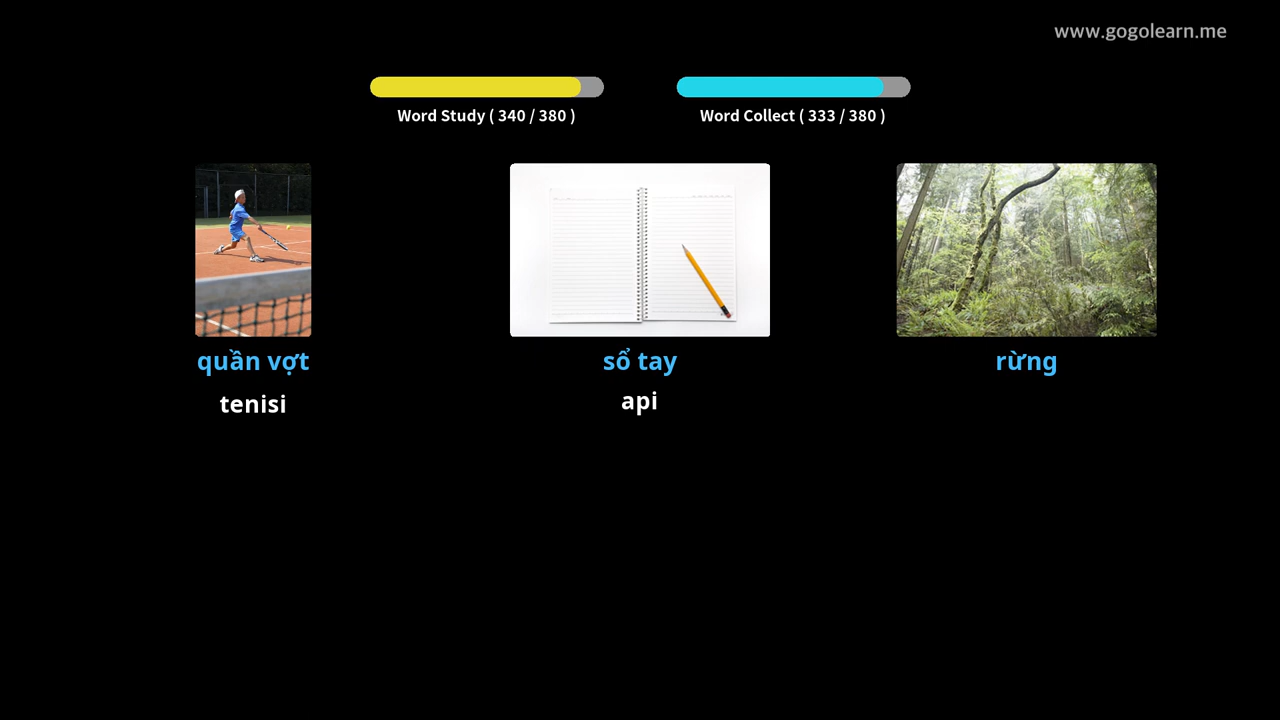 www.gogolearn.me
Word Study ( 340 / 380 )
Word Collect ( 333 / 380 )
quần vợt
sổ tay
rừng
tenisi
api